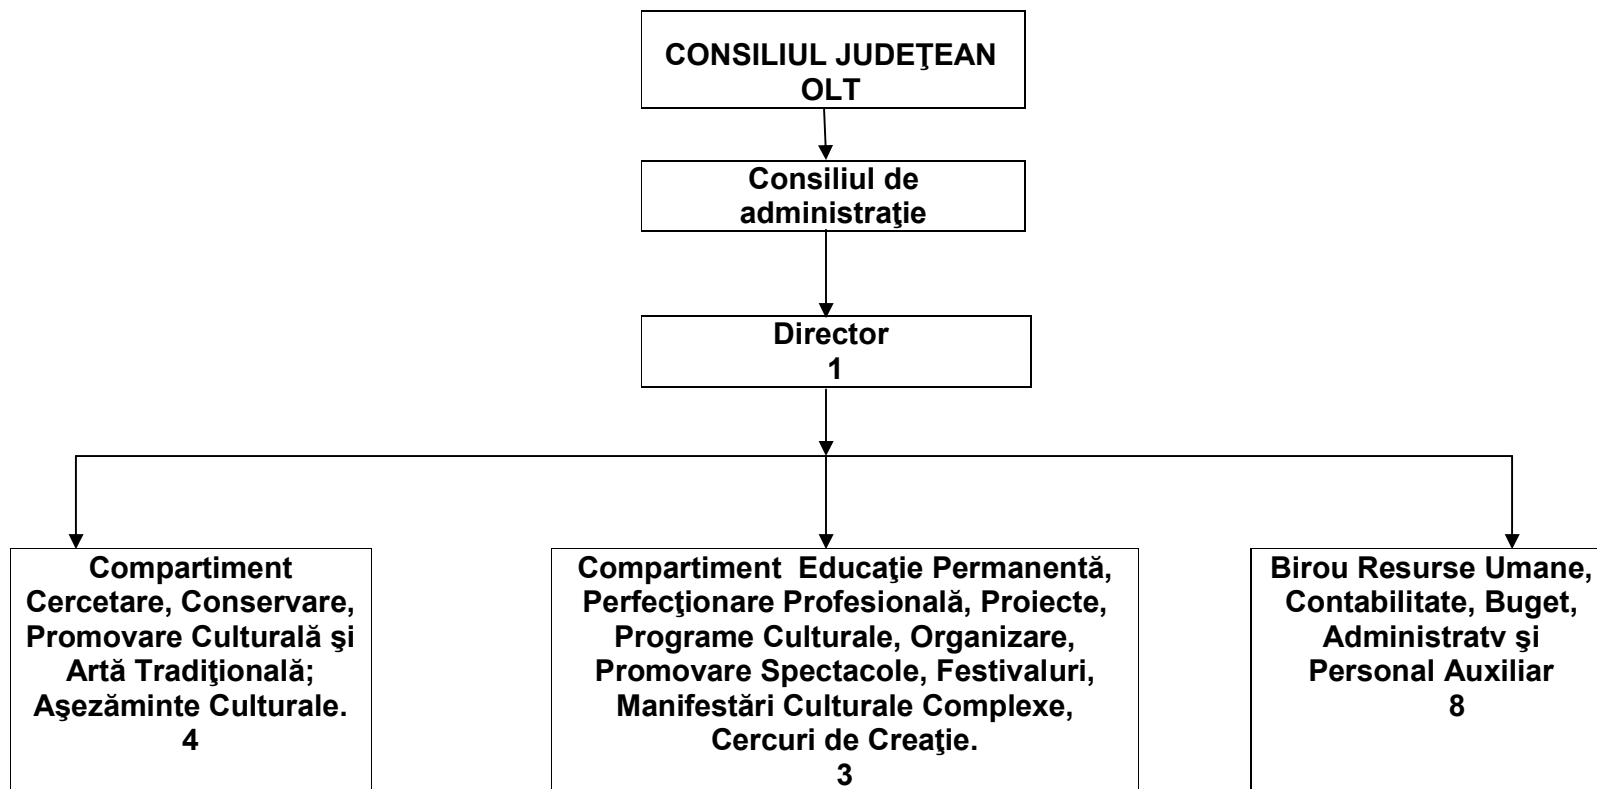 CONSILIUL JUDEŢEAN
OLT
Consiliul de
administraţie
Director
1
Compartiment
Cercetare, Conservare,
Promovare Culturală şi
Artă Tradiţională;
Aşezăminte Culturale.
4
Compartiment Educaţie Permanentă,
Perfecţionare Profesională, Proiecte,
Programe Culturale, Organizare,
Promovare Spectacole, Festivaluri,
Manifestări Culturale Complexe,
Cercuri de Creaţie.
3
Birou Resurse Umane,
Contabilitate, Buget,
Administratv şi
Personal Auxiliar
8